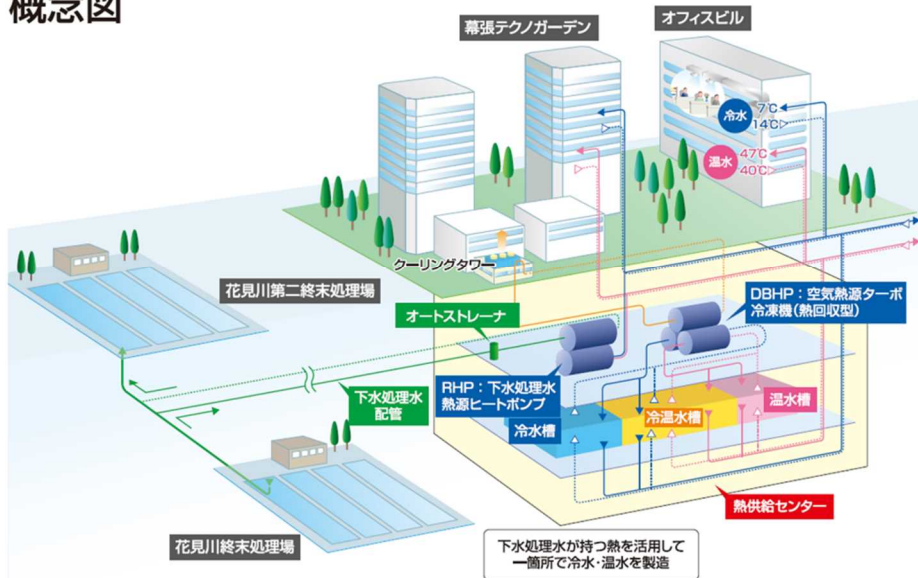 概念図
幕張テクノガーデン
オフィスビル
冷水
7℃
14℃
温水
47℃
40℃
クーリングタワー
花見川第二終末処理場
オートストレーナ
DBHP：空気熱源ターボ
冷凍機（熱回収型）
下水処理水
配管
RHP：下水処理水
熱源ヒートポンプ
冷水槽
冷温水槽
温水槽
熱供給センター
花見川終末処理場
下水処理水が持つ熱を活用して
一箇所で冷水・温水を製造